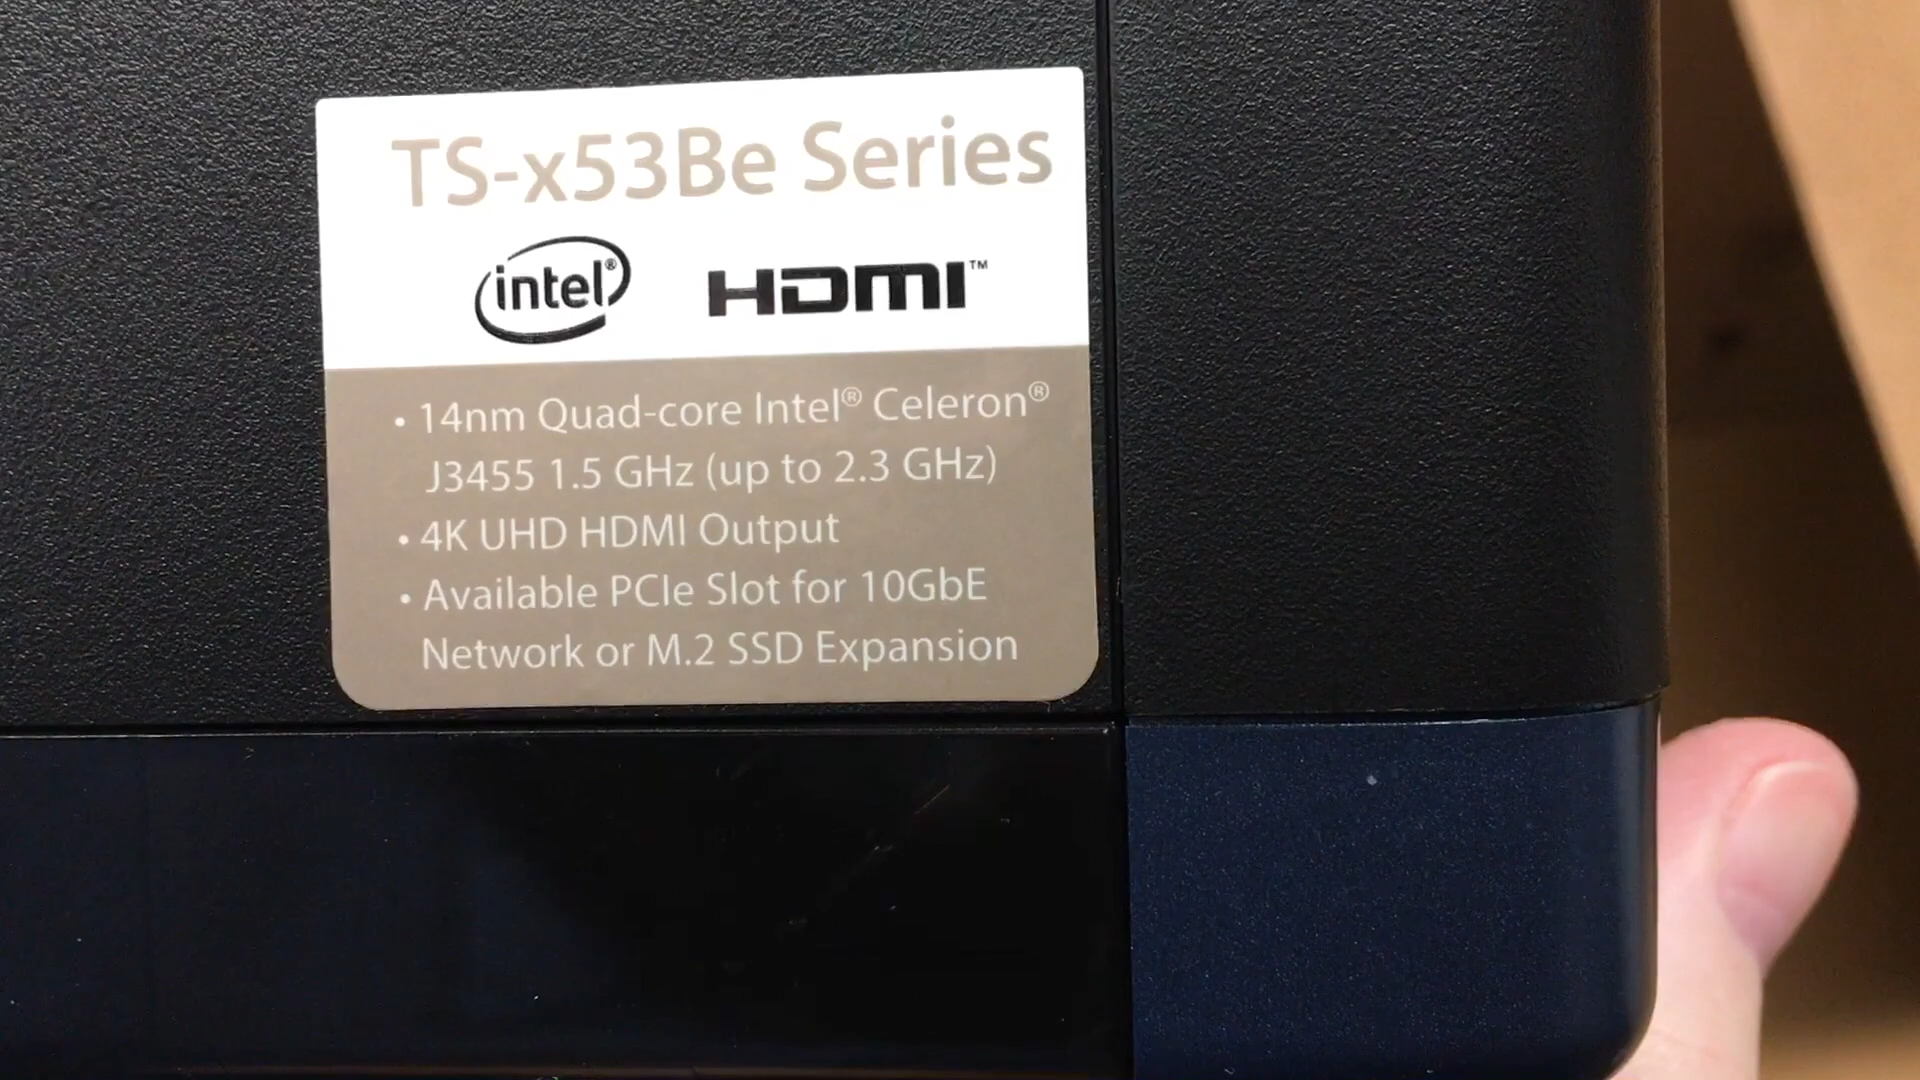 TS-x53Be Series
intel® HDMI™
• 14nm Quad-core Intel® Celeron®
J3455 1.5 GHz (up to 2.3 GHz)
• 4K UHD HDMI Output
• Available PCIe Slot for 10GbE
Network or M.2 SSD Expansion